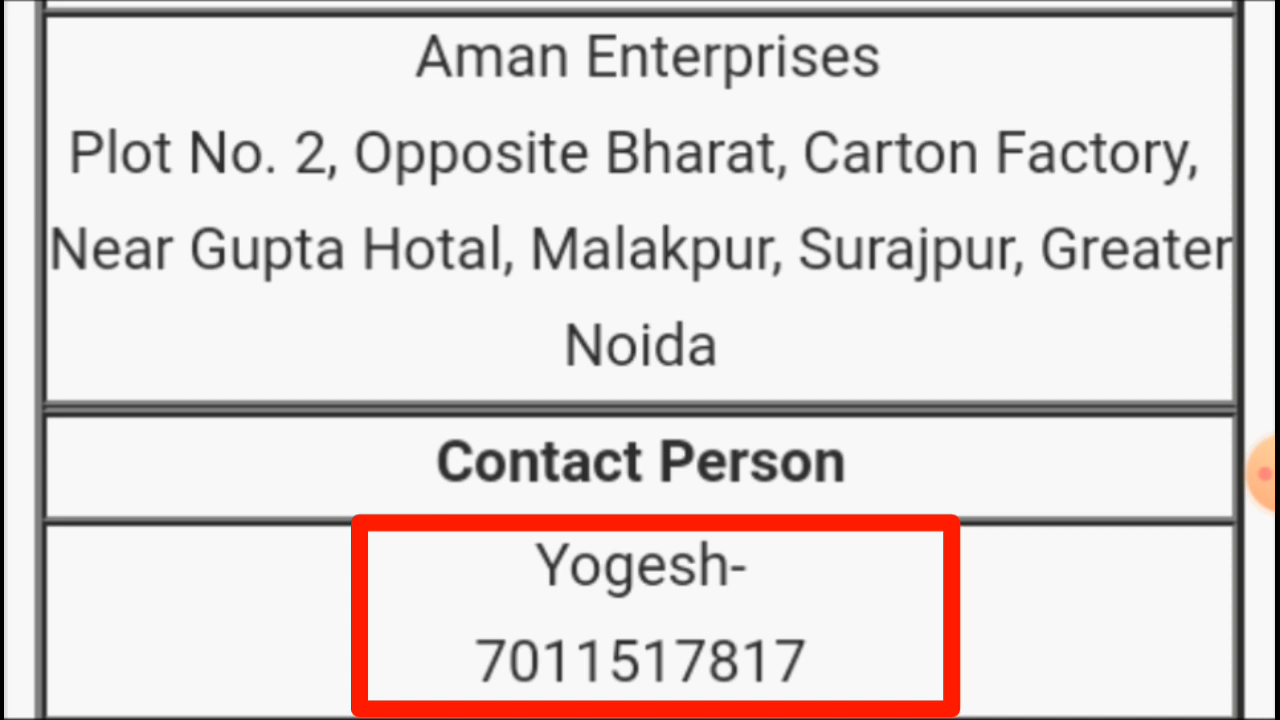 Aman Enterprises
Plot No. 2, Opposite Bharat, Carton Factory,
Near Gupta Hotal, Malakpur, Surajpur, Greater
Noida
Contact Person
Yogesh-
7011517817